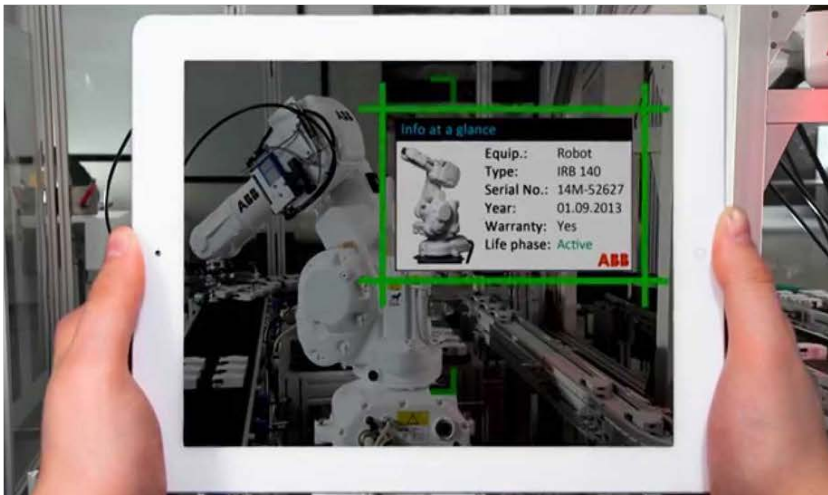 ABB
ABB
Info at a glance
Equip.: Robot
Type: IRB 140
Serial No.: 14M-52627
Year: 01.09.2013
Warranty: Yes
Life phase: Active
ABB